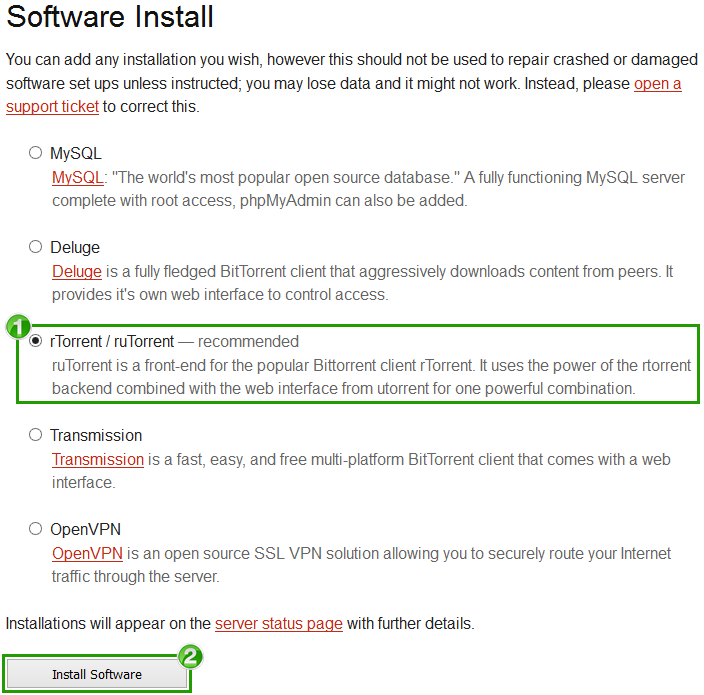 Software Install
You can add any installation you wish, however this should not be used to repair crashed or damaged
software set ups unless instructed; you may lose data and it might not work. Instead, please open a
support ticket to correct this.
MySQL
MySQL: "The world's most popular open source database." A fully functioning MySQL server
complete with root access, phpMyAdmin can also be added.
Deluge
Deluge is a fully fledged BitTorrent client that aggressively downloads content from peers. It
provides it's own web interface to control access.
1
rTorrent / ruTorrent — recommended
ruTorrent is a front-end for the popular Bittorrent client rTorrent. It uses the power of the rtorrent
backend combined with the web interface from utorrent for one powerful combination.
Transmission
Transmission is a fast, easy, and free multi-platform BitTorrent client that comes with a web
interface.
OpenVPN
OpenVPN is an open source SSL VPN solution allowing you to securely route your Internet
traffic through the server.
Installations will appear on the server status page with further details.
2
Install Software